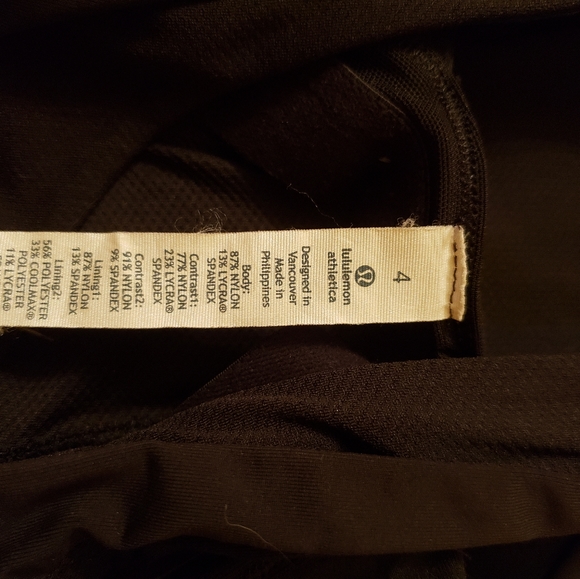 4
lululemon
athletica
Designed in
Vancouver
Made in
Philippines
Body:
87% NYLON
13% LYCRA®
SPANDEX
Contrast1:
77% NYLON
23% LYCRA®
SPANDEX
Contrast2:
91% NYLON
9% SPANDEX
Lining1:
87% NYLON
13% SPANDEX
Lining2:
56% POLYESTER
33% COOLMAX®
POLYESTER
11% LYCRA®